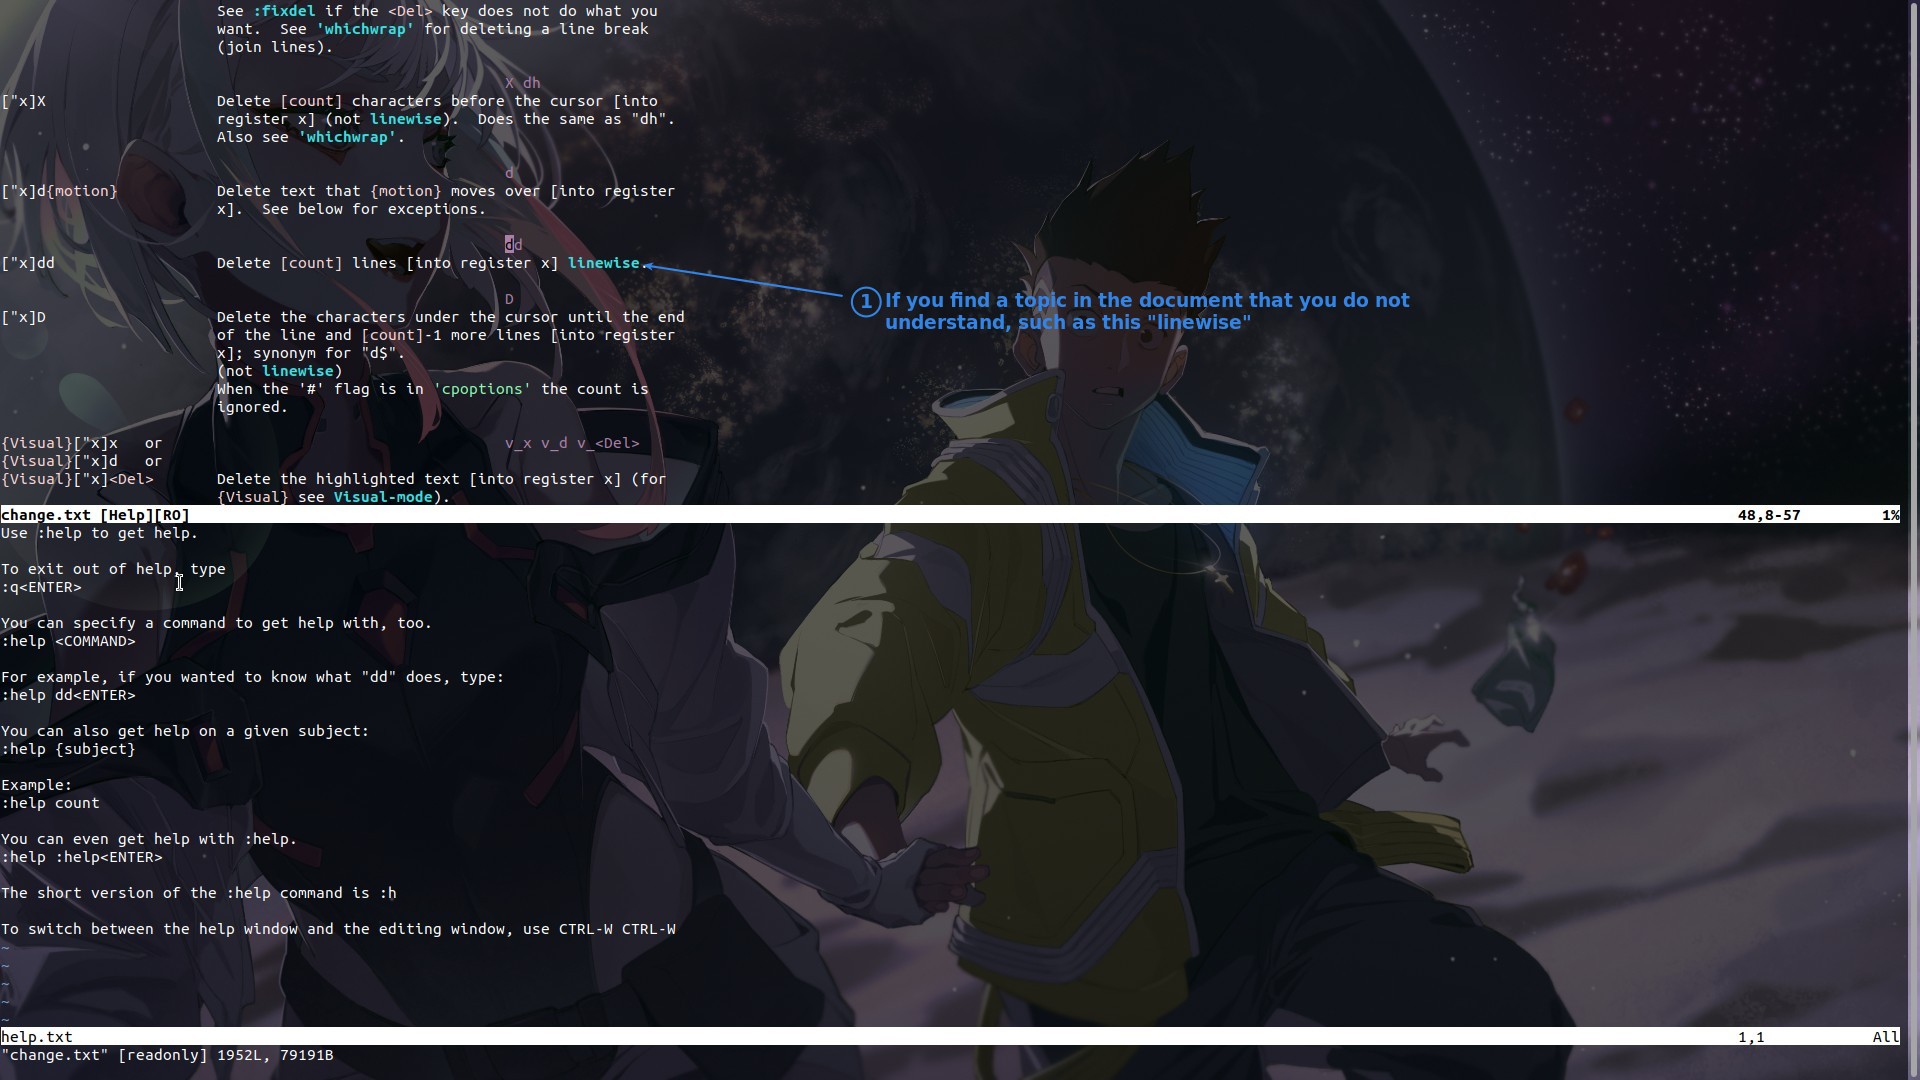 See :fixdel if the <Del> key does not do what you
want.  See 'whichwrap' for deleting a line break
(join lines).
X dh
["x]X Delete [count] characters before the cursor [into
register x] (not linewise).  Does the same as "dh".
Also see 'whichwrap'.
d
["x]d{motion} Delete text that {motion} moves over [into register
x].  See below for exceptions.
dd
["x]dd Delete [count] lines [into register x] linewise.
1 If you find a topic in the document that you do not
understand, such as this "linewise"
D
["x]D Delete the characters under the cursor until the end
of the line and [count]-1 more lines [into register
x]; synonym for "d$".
(not linewise)
When the '#' flag is in 'cpoptions' the count is
ignored.
{Visual}["x]x   or v_x v_d v_<Del>
{Visual}["x]d   or
{Visual}["x]<Del> Delete the highlighted text [into register x] (for
{Visual} see Visual-mode).
change.txt [Help][RO] 48,8-57 1%
Use :help to get help.
To exit out of help, type
:q<ENTER>
You can specify a command to get help with, too.
:help <COMMAND>
For example, if you wanted to know what "dd" does, type:
:help dd<ENTER>
You can also get help on a given subject:
:help {subject}
Example:
:help count
You can even get help with :help.
:help :help<ENTER>
The short version of the :help command is :h
To switch between the help window and the editing window, use CTRL-W CTRL-W
~
~
~
~
~
help.txt 1,1 All
"change.txt" [readonly] 1952L, 79191B